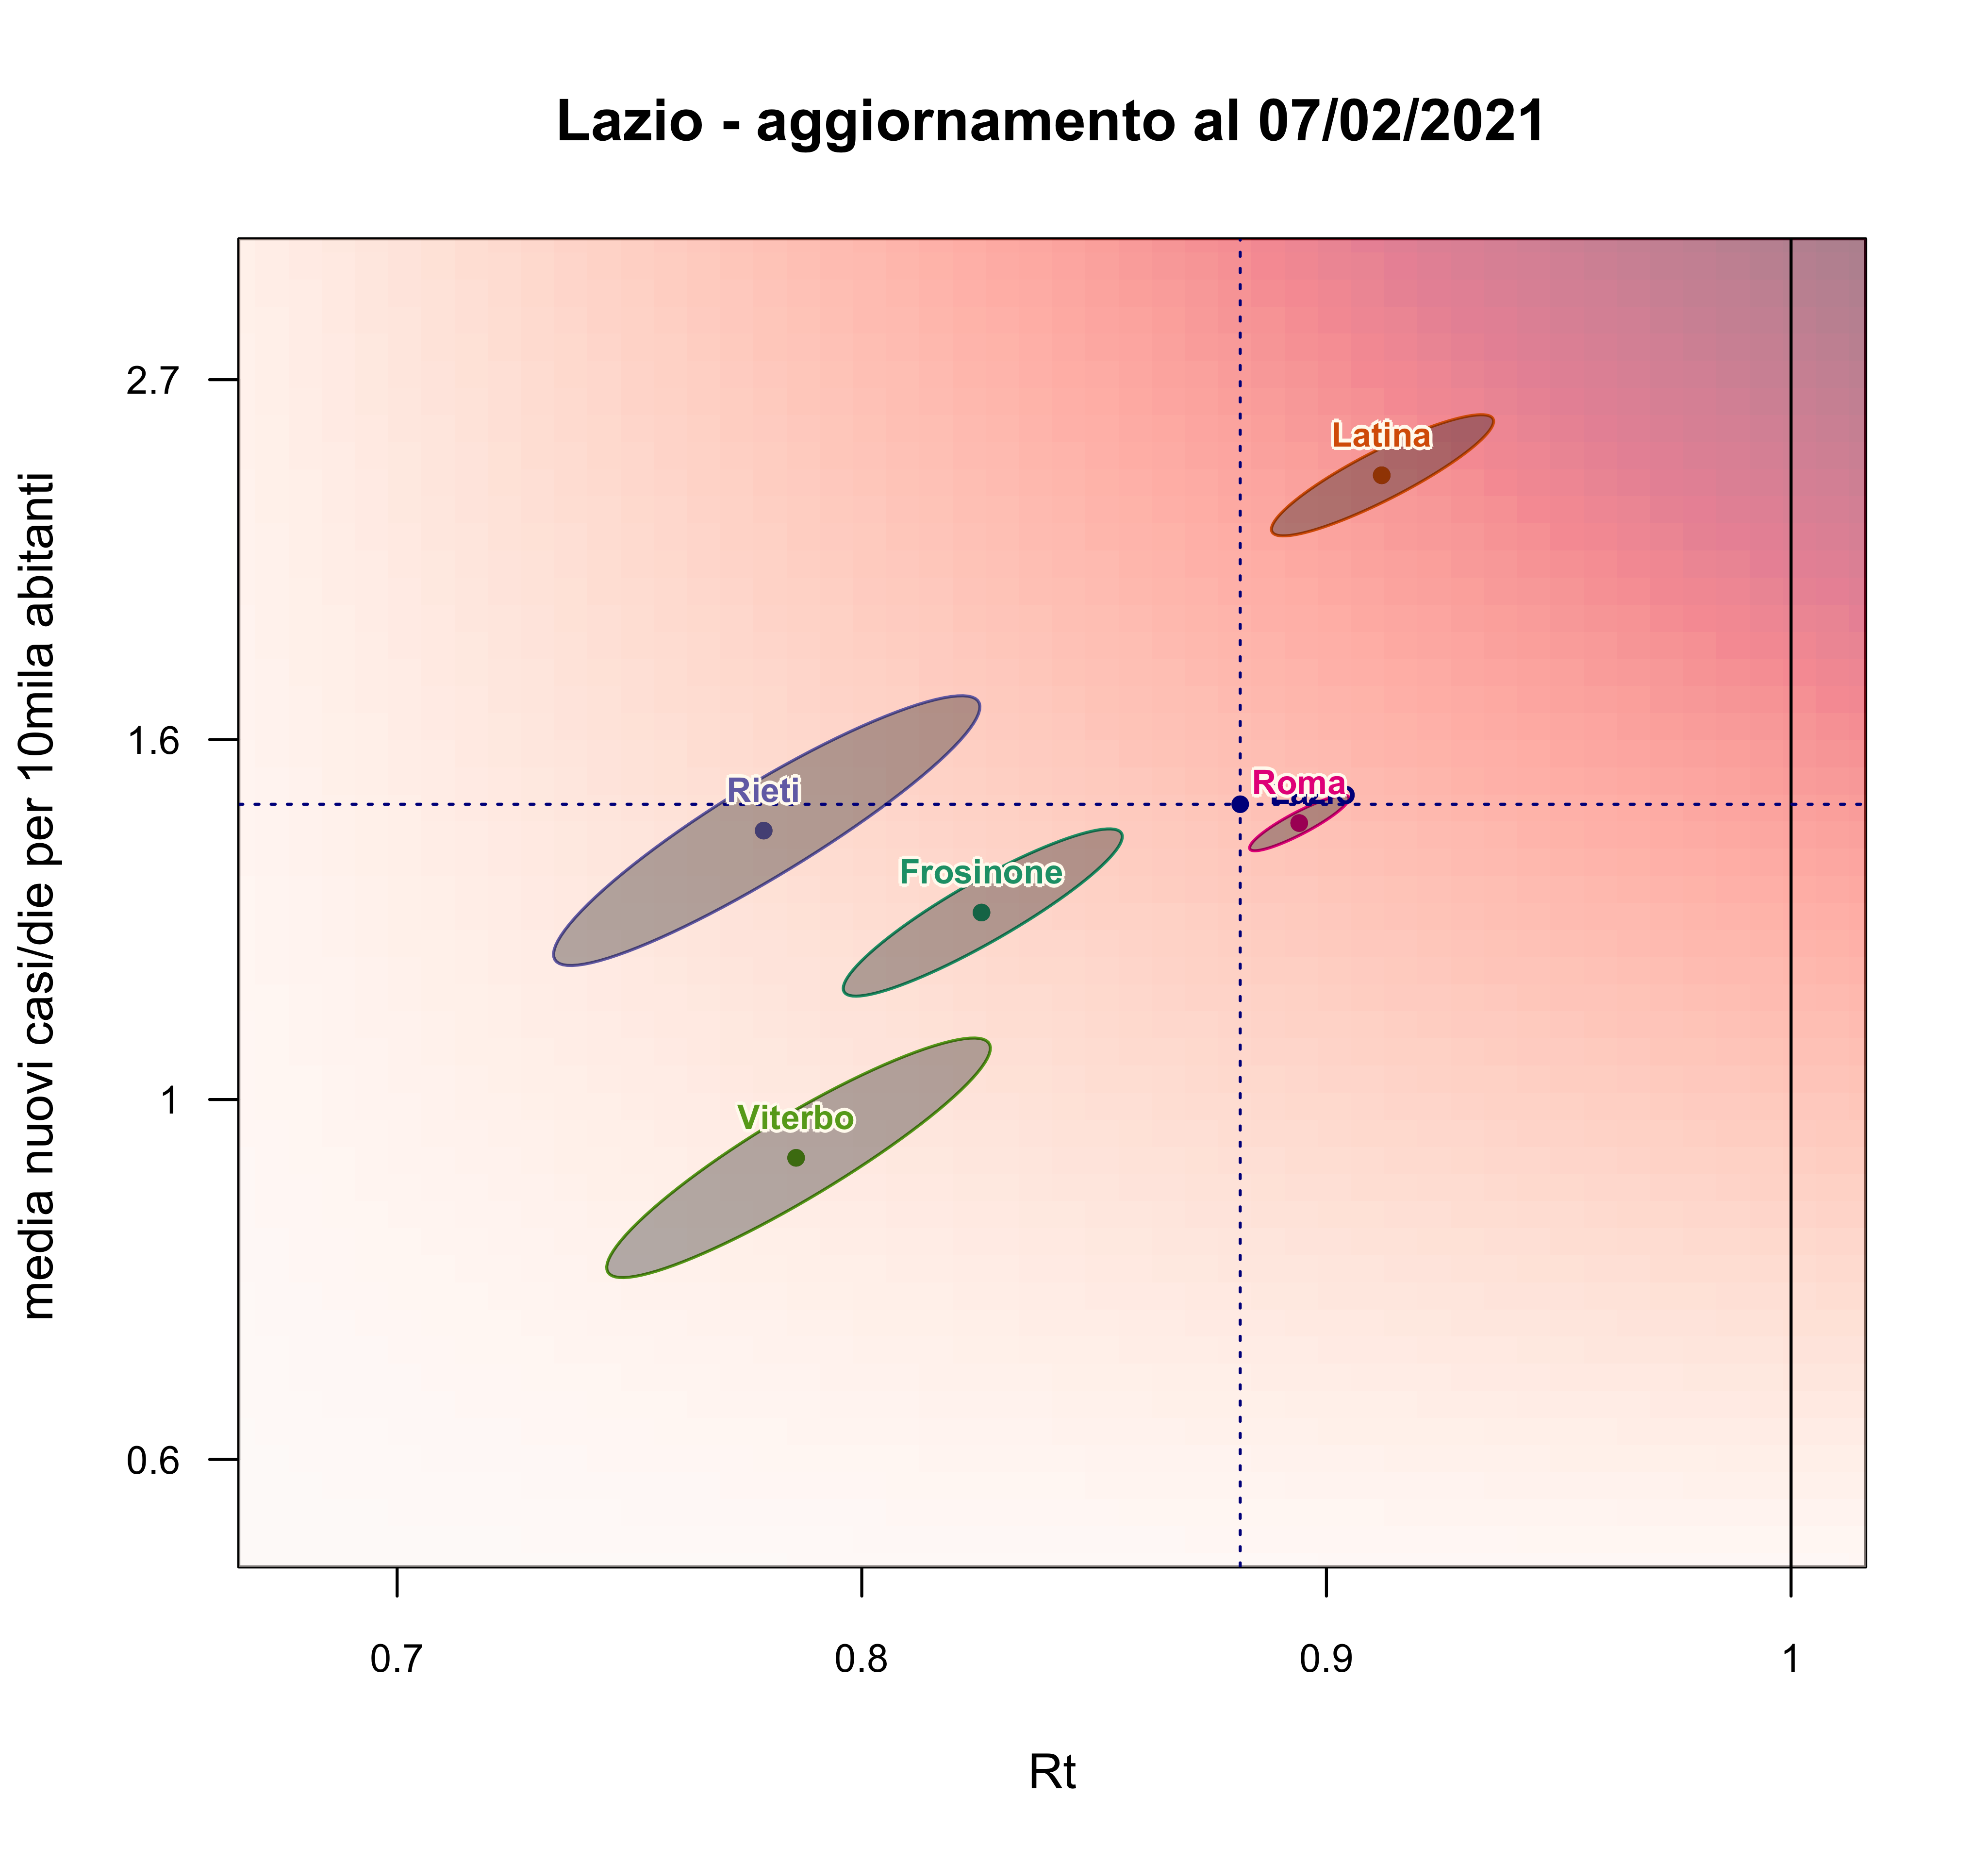 Lazio - aggiornamento al 07/02/2021
media nuovi casi/die per 10mila abitanti
2.7
1.6
1
0.6
Latina
Rieti
Roma
Frosinone
Viterbo
0.7
0.8
0.9
1
Rt